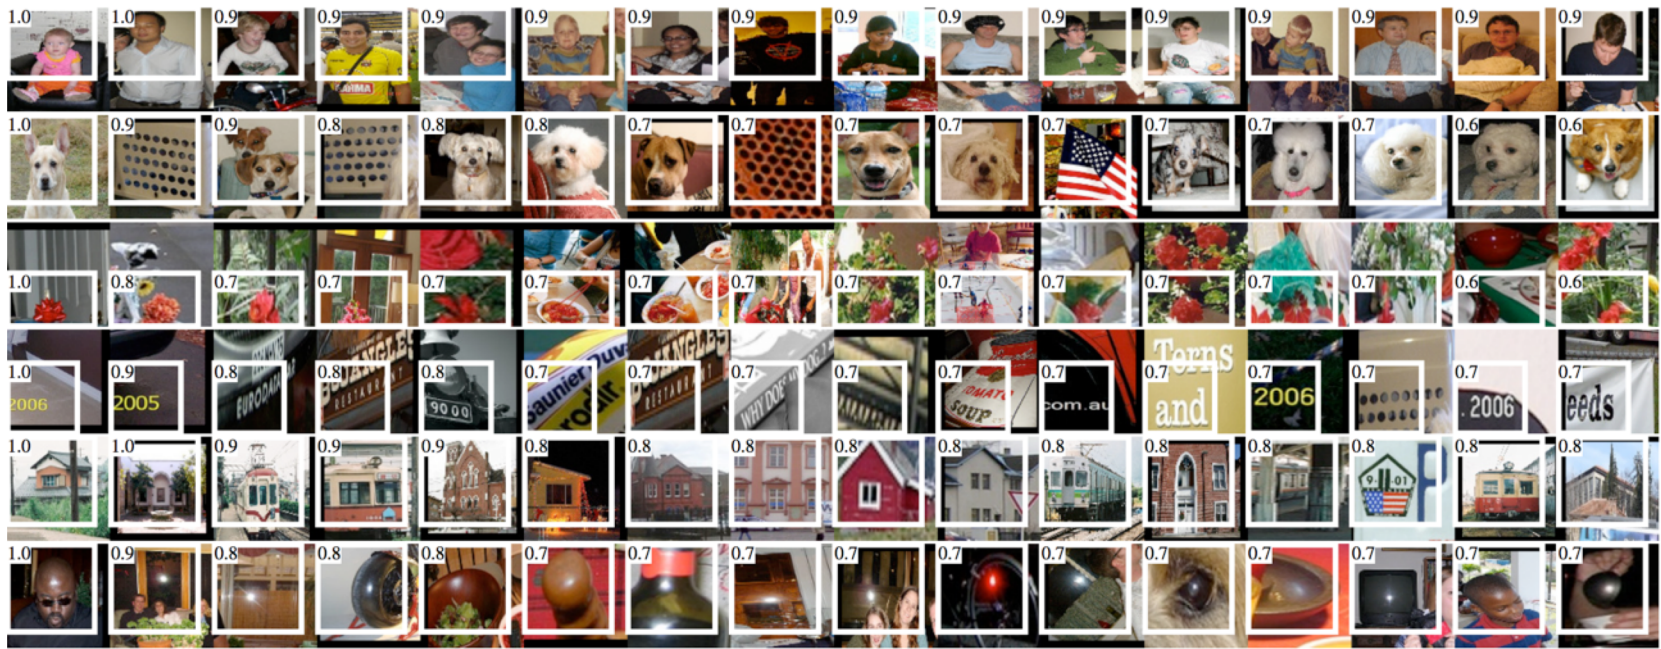 1.0 1.0 0.9 0.9 0.9 0.9 0.9 0.9 0.9 0.9 0.9 0.9 0.9 0.9 0.9 0.9
1.0 0.9 0.9 0.8 0.8 0.8 0.7 0.7 0.7 0.7 0.7 0.7 0.7 0.7 0.6 0.6
1.0 0.8 0.7 0.7 0.7 0.7 0.7 0.7 0.7 0.7 0.7 0.7 0.7 0.7 0.6 0.6
1.0 0.9 0.8 0.8 0.8 0.7 0.7 0.7 0.7 0.7 0.7 0.7 0.7 0.7 0.7 0.7
2006
2005
EURODA
RESTAURANT
9000
Saunier Duv
rodir
RESTAURANT
WHY DOE
TOMATO
SOUP
com.au
Terns
and
2006
. 2006
eeds
1.0 1.0 0.9 0.9 0.9 0.8 0.8 0.8 0.8 0.8 0.8 0.8 0.8 0.8 0.8 0.8
1.0 0.9 0.8 0.8 0.8 0.7 0.7 0.7 0.7 0.7 0.7 0.7 0.7 0.7 0.7 0.7